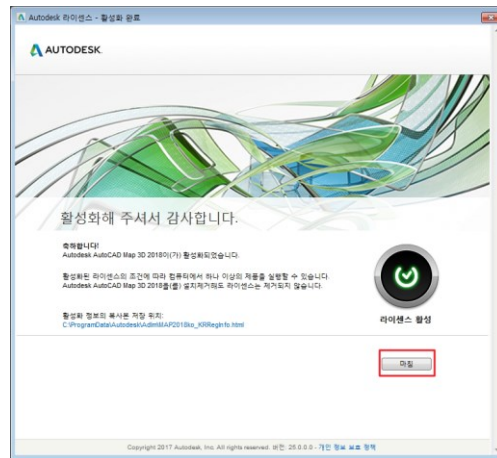 Autodesk 라이센스 - 활성화 완료
AUTODESK.
활성화해 주셔서 감사합니다.
축하합니다!
Autodesk AutoCAD Map 3D 2018이(가) 활성화되었습니다.
활성화된 라이센스의 조건에 따라 컴퓨터에서 하나 이상의 제품을 실행할 수 있습니다.
Autodesk AutoCAD Map 3D 2018을(를) 설치제거해도 라이센스는 제거되지 않습니다.
활성화 정보의 복사본 저장 위치:
C:\ProgramData\Autodesk\AdlmMAP2018ko_KRRegInfo.html
라이센스 활성
마침
Copyright 2017 Autodesk, Inc. All rights reserved. 버전: 25.0.0.0 - 개인 정보 보호 정책